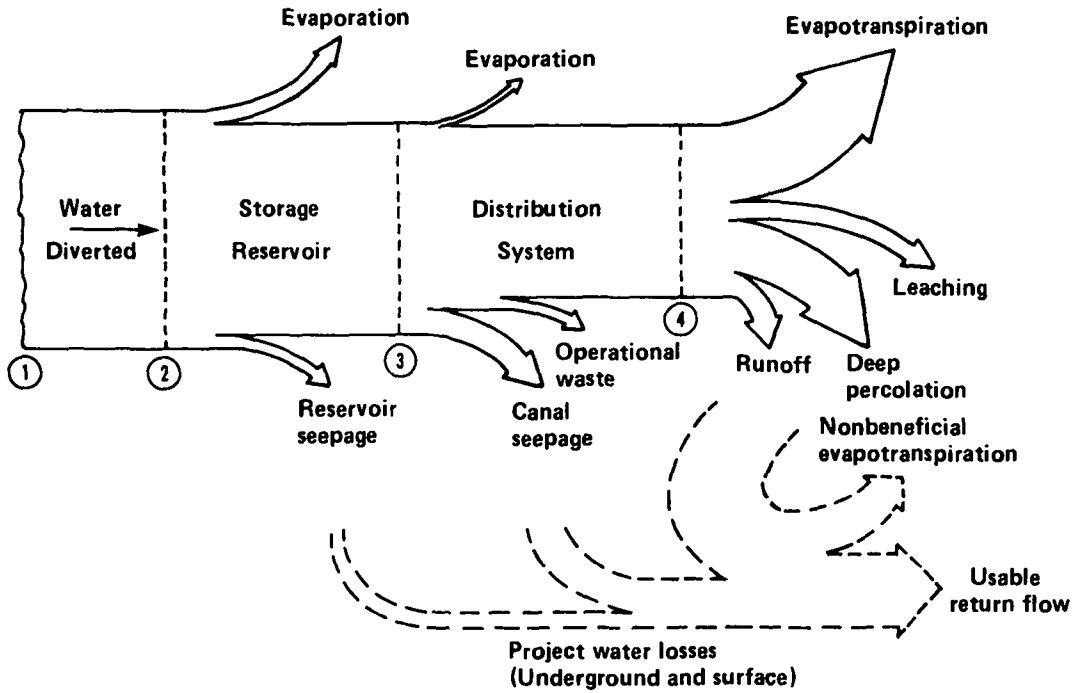 Evaporation
Evaporation
Evapotranspiration
Water
Diverted
Storage
Reservoir
Distribution
System
Leaching
1
2
3
4
Operational
waste
Runoff
Deep
percolation
Reservoir
seepage
Canal
seepage
Nonbeneficial
evapotranspiration
Usable
return flow
Project water losses
(Underground and surface)